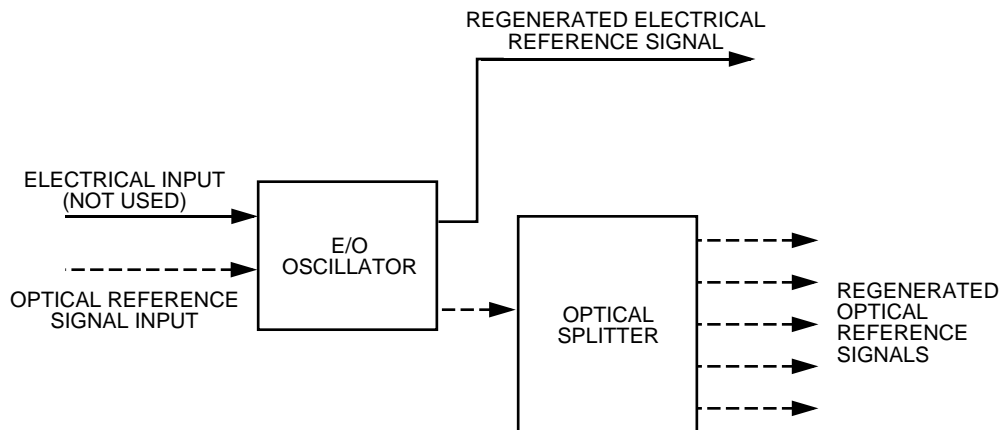 REGENERATED ELECTRICAL
REFERENCE SIGNAL
ELECTRICAL INPUT
(NOT USED)
E/O
OSCILLATOR
OPTICAL REFERENCE
SIGNAL INPUT
OPTICAL
SPLITTER
REGENERATED
OPTICAL
REFERENCE
SIGNALS